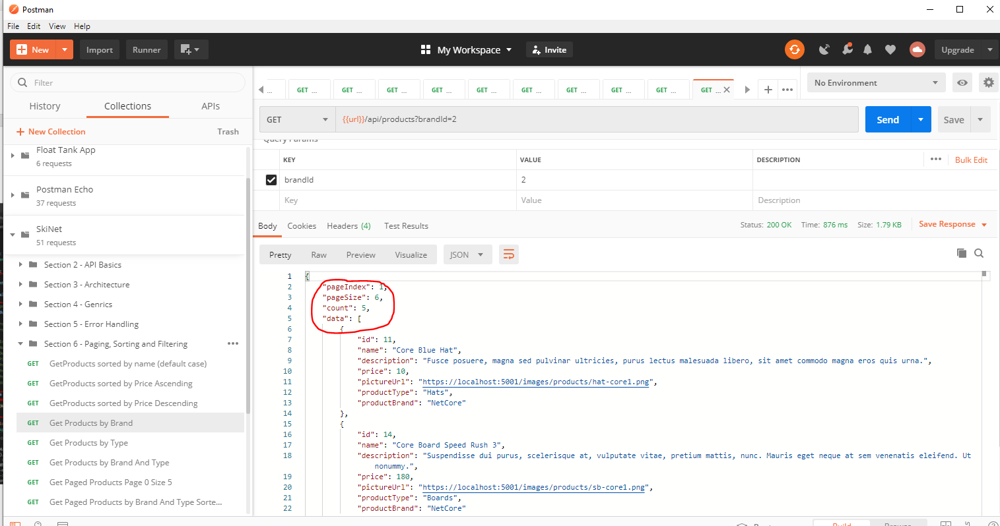 Postman
File Edit View Help
New Import Runner My Workspace Invite Upgrade
Filter
History Collections APIs
New Collection Trash
Float Tank App
6 requests
Postman Echo
37 requests
SkiNet
51 requests
Section 2 - API Basics
Section 3 - Architecture
Section 4 - Genrics
Section 5 - Error Handling
Section 6 - Paging, Sorting and Filtering
GET GetProducts sorted by name (default case)
GET GetProducts sorted by Price Ascending
GET GetProducts sorted by Price Descending
GET Get Products by Brand
GET Get Products by Type
GET Get Products by Brand And Type
GET Get Paged Products Page 0 Size 5
GET Get Paged Products by Brand And Type Sorte...
... GET ... GET ... GET ... GET ... GET ... GET ... GET ... GET ... GET ... GET ...
No Environment
GET {{url}}/api/products?brandId=2 Send Save
Query Params
KEY VALUE DESCRIPTION Bulk Edit
brandId 2
Key Value Description
Body Cookies Headers (4) Test Results Status: 200 OK Time: 876 ms Size: 1.79 KB Save Response
Pretty Raw Preview Visualize JSON
1 {
2 "pageIndex": 1,
3 "pageSize": 6,
4 "count": 5,
5 "data": [
6 {
7 "id": 11,
8 "name": "Core Blue Hat",
9 "description": "Fusce posuere, magna sed pulvinar ultricies, purus lectus malesuada libero, sit amet commodo magna eros quis urna.",
10 "price": 10,
11 "pictureUrl": "https://localhost:5001/images/products/hat-core1.png",
12 "productType": "Hats",
13 "productBrand": "NetCore"
14 },
15 {
16 "id": 14,
17 "name": "Core Board Speed Rush 3",
18 "description": "Suspendisse dui purus, scelerisque at, vulputate vitae, pretium mattis, nunc. Mauris eget neque at sem venenatis eleifend. Ut
nonummy.",
19 "price": 180,
20 "pictureUrl": "https://localhost:5001/images/products/sb-core1.png",
21 "productType": "Boards",
22 "productBrand": "NetCore"
Build Browse